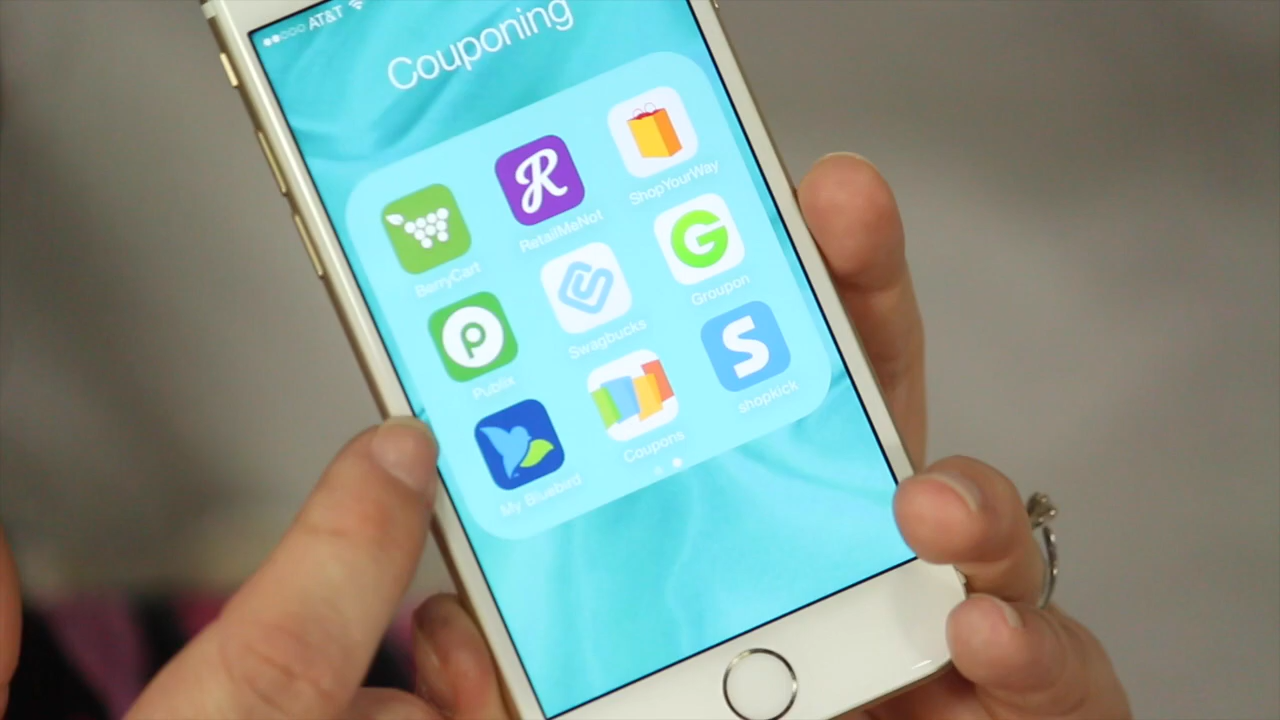 AT&T
Couponing
BerryCart
RetailMeNot
ShopYourWay
Publix
Swagbucks
Groupon
My Bluebird
Coupons
shopkick